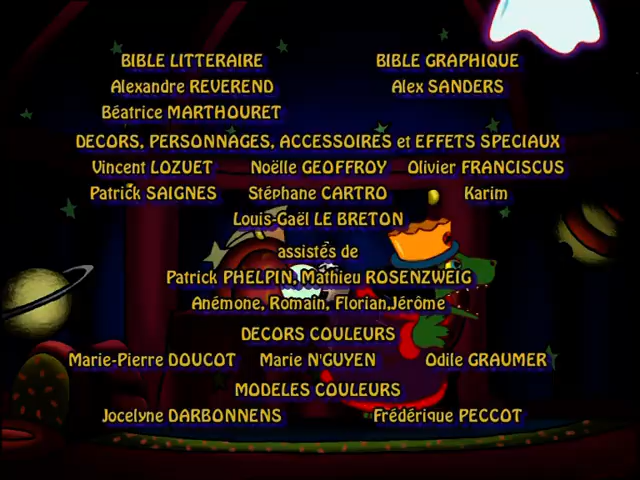 BIBLE LITTERAIRE BIBLE GRAPHIQUE
Alexandre REVEREND Alex SANDERS
Béatrice MARTHOURET
DECORS, PERSONNAGES, ACCESSOIRES et EFFETS SPECIAUX
Vincent LOZUET Noëlle GEOFFROY Olivier FRANCISCUS
Patrick SAIGNES Stéphane CARTRO Karim
Louis-Gaël LE BRETON
assistés de
Patrick PHELPIN, Mathieu ROSENZWEIG
Anémone, Romain, Florian,Jérôme
DECORS COULEURS
Marie-Pierre DOUCOT Marie N'GUYEN Odile GRAUMER
MODELES COULEURS
Jocelyne DARBONNENS Frédérique PECCOT